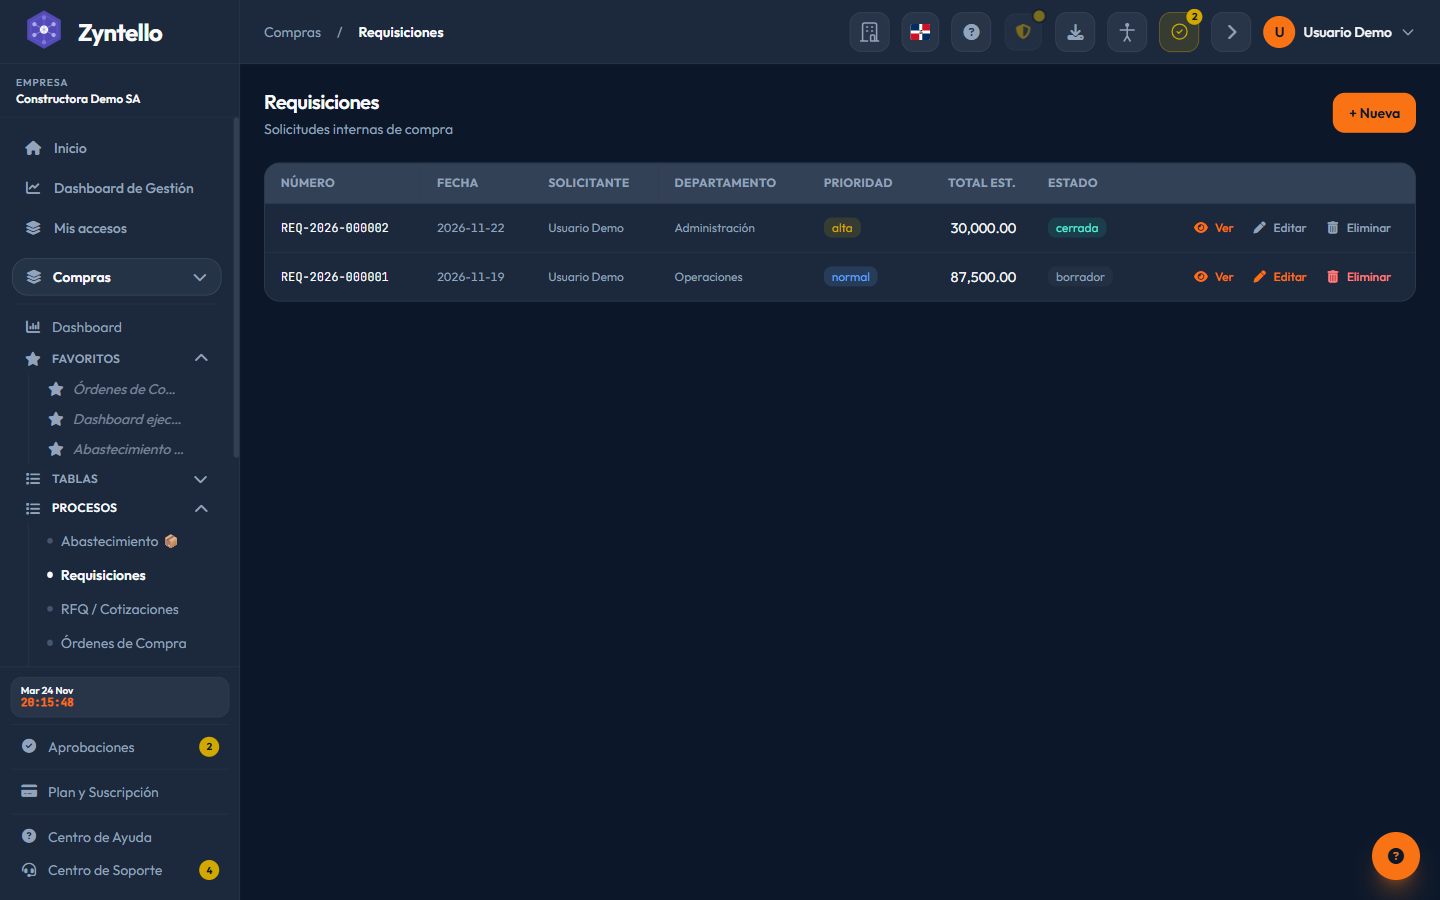 Zyntello
Compras / Requisiciones
2
U
Usuario Demo
EMPRESA
Constructora Demo SA
Inicio
Dashboard de Gestión
Mis accesos
Compras
Dashboard
FAVORITOS
Órdenes de Co...
Dashboard ejec...
Abastecimiento ...
TABLAS
PROCESOS
Abastecimiento
Requisiciones
RFQ / Cotizaciones
Órdenes de Compra
Mar 24 Nov
20:15:48
Aprobaciones 2
Plan y Suscripción
Centro de Ayuda
Centro de Soporte 4
Requisiciones
Solicitudes internas de compra
+ Nueva
NÚMERO FECHA SOLICITANTE DEPARTAMENTO PRIORIDAD TOTAL EST. ESTADO
REQ-2026-000002 2026-11-22 Usuario Demo Administración alta 30,000.00 cerrada Ver Editar Eliminar
REQ-2026-000001 2026-11-19 Usuario Demo Operaciones normal 87,500.00 borrador Ver Editar Eliminar